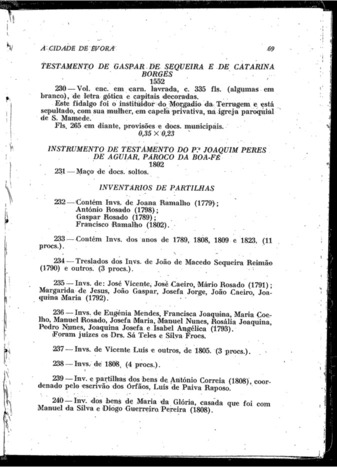 A CIDADE DE ÉVORA 69
TESTAMENTO DE GASPAR DE SEQUEIRA E DE CATARINA
BORGES
1552
230 — Vol. enc. em carn. lavrada, c. 335 fls. (algumas em
branco), de letra gótica e capitais decoradas.
Este fidalgo foi o instituidor do Morgadio da Terrugem e está
sepultado, com sua mulher, em capela privativa, na igreja paroquial
de S. Mamede.
Fls. 265 em diante, provisões e docs. municipais.
0,35 × 0,23
INSTRUMENTO DE TESTAMENTO DO P.e JOAQUIM PERES
DE AGUIAR, PAROCO DA BOA-FÉ
1802
231 — Maço de docs. soltos.
INVENTARIOS DE PARTILHAS
232 — Contém Invs. de Joana Ramalho (1779);
António Rosado (1798);
Gaspar Rosado (1789);
Francisco Ramalho (1802).
233 — Contém Invs. dos anos de 1789, 1808, 1809 e 1823, (11
procs.).
234 — Treslados dos Invs. de João de Macedo Sequeira Reimão
(1790) e outros. (3 procs.).
235 — Invs. de: José Vicente, José Caeiro, Mário Rosado (1791);
Margarida de Jesus, João Gaspar, Josefa Jorge, João Caeiro, Joa-
quina Maria (1792).
236 — Invs. de Eugénia Mendes, Francisca Joaquina, Maria Coe-
lho, Manuel Rosado, Josefa Maria, Manuel Nunes, Rosália Joaquina,
Pedro Nunes, Joaquina Josefa e Isabel Angélica (1793).
Foram juizes os Drs. Sá Teles e Silva Froes.
237 — Invs. de Vicente Luís e outros, de 1805. (3 procs.).
238 — Invs. de 1808, (4 procs.).
239 — Inv. e partilhas dos bens de António Correia (1808), coor-
denado pelo escrivão dos órfãos, Luís de Paiva Raposo.
240 — Inv. dos bens de Maria da Glória, casada que foi com
Manuel da Silva e Diogo Guerreiro Pereira (1808).